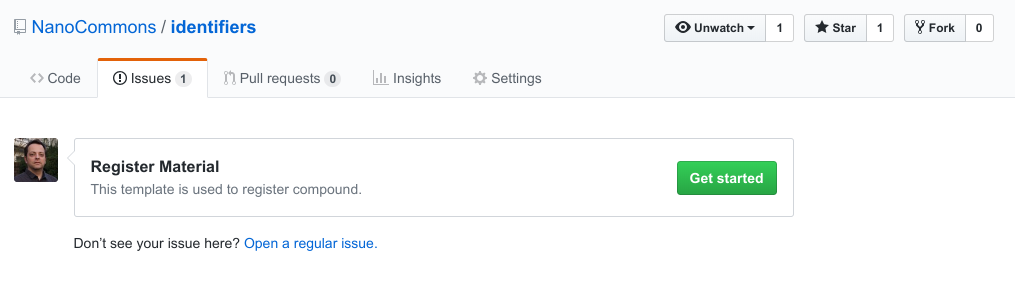 NanoCommons / identifiers
Unwatch 1 Star 1 Fork 0
Code Issues 1 Pull requests 0 Insights Settings
Register Material
This template is used to register compound.
Get started
Don’t see your issue here? Open a regular issue.